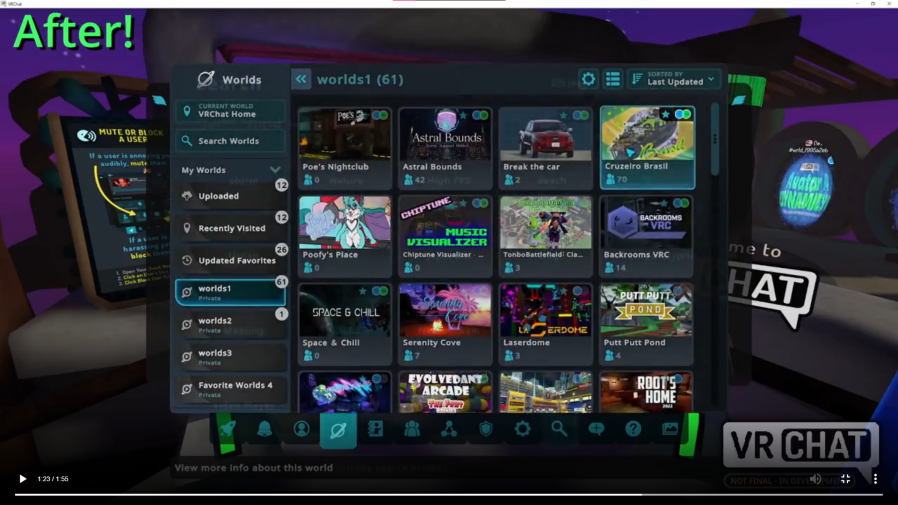 VRChat
After!
Worlds
CURRENT WORLD
VRChat Home
Search Worlds
My Worlds
Uploaded
12
Recently Visited
12
Updated Favorites
26
worlds1
Private
61
worlds2
Private
1
worlds3
Private
Favorite Worlds 4
Private
worlds1 (61)
SORTED BY
Last Updated
POE'S
Poe's Nightclub
0
Astral Bounds
Astral Bounds
42
Break the car
2
Cruzeiro Brasil
70
Poofy's Place
0
CHIPTUNE
MUSIC
VISUALIZER
Chiptune Visualizer - ...
TonboBattlefield: Cla...
3
BACKROOMS
VRC
Backrooms VRC
14
SPACE & CHILL
Space & Chill
0
Serenity Cove
7
LASERDOME
Laserdome
3
PUTT PUTT
POND
Putt Putt Pond
4
EVOLVEDANT
ARCADE
ROOT'S
HOME
View more info about this world
MUTE OR BLOCK
A USER
Avatar
DYNAMICS
me to
HAT
VRCHAT
NOT FINAL - IN DEVELOPMENT
1:23 / 1:55